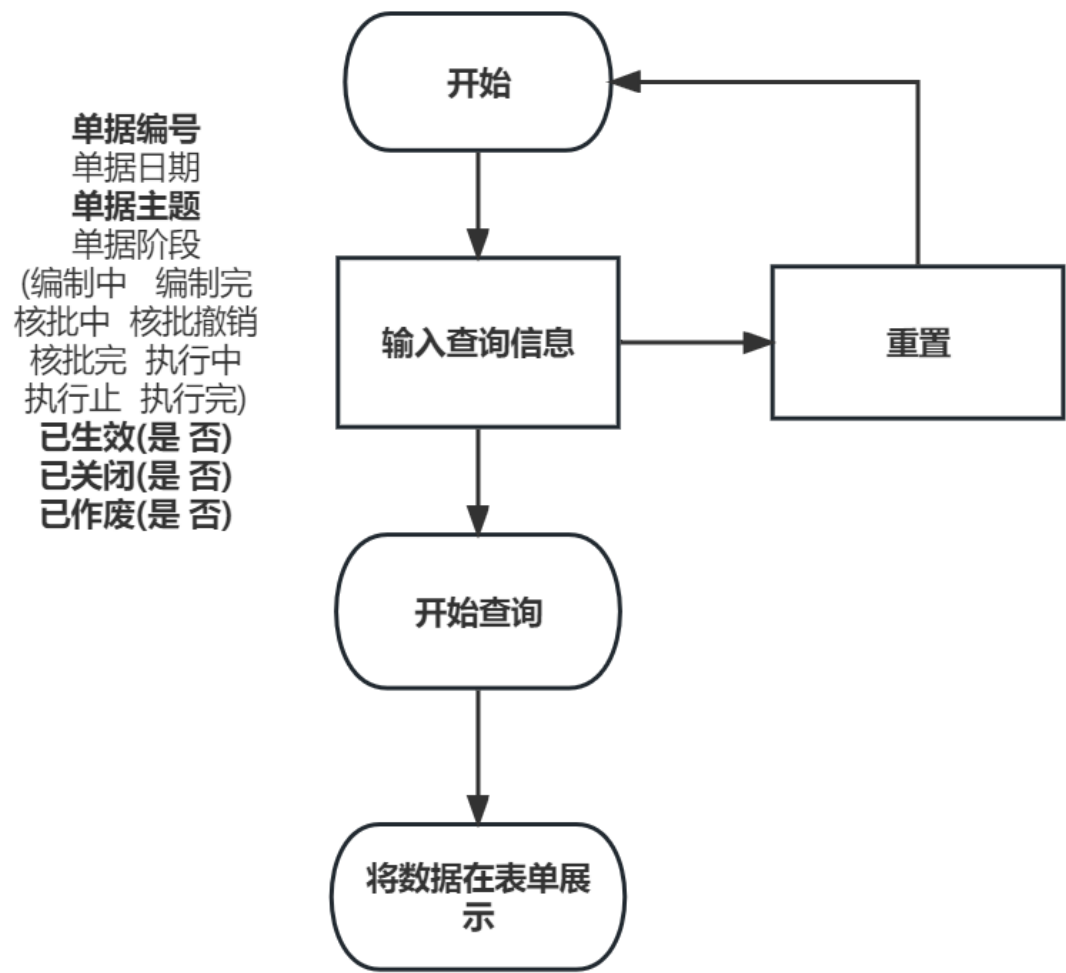 开始
单据编号
单据日期
单据主题
单据阶段
(编制中 编制完
核批中 核批撤销
核批完 执行中
执行止 执行完)
已生效(是 否)
已关闭(是 否)
已作废(是 否)
输入查询信息
重置
开始查询
将数据在表单展
示